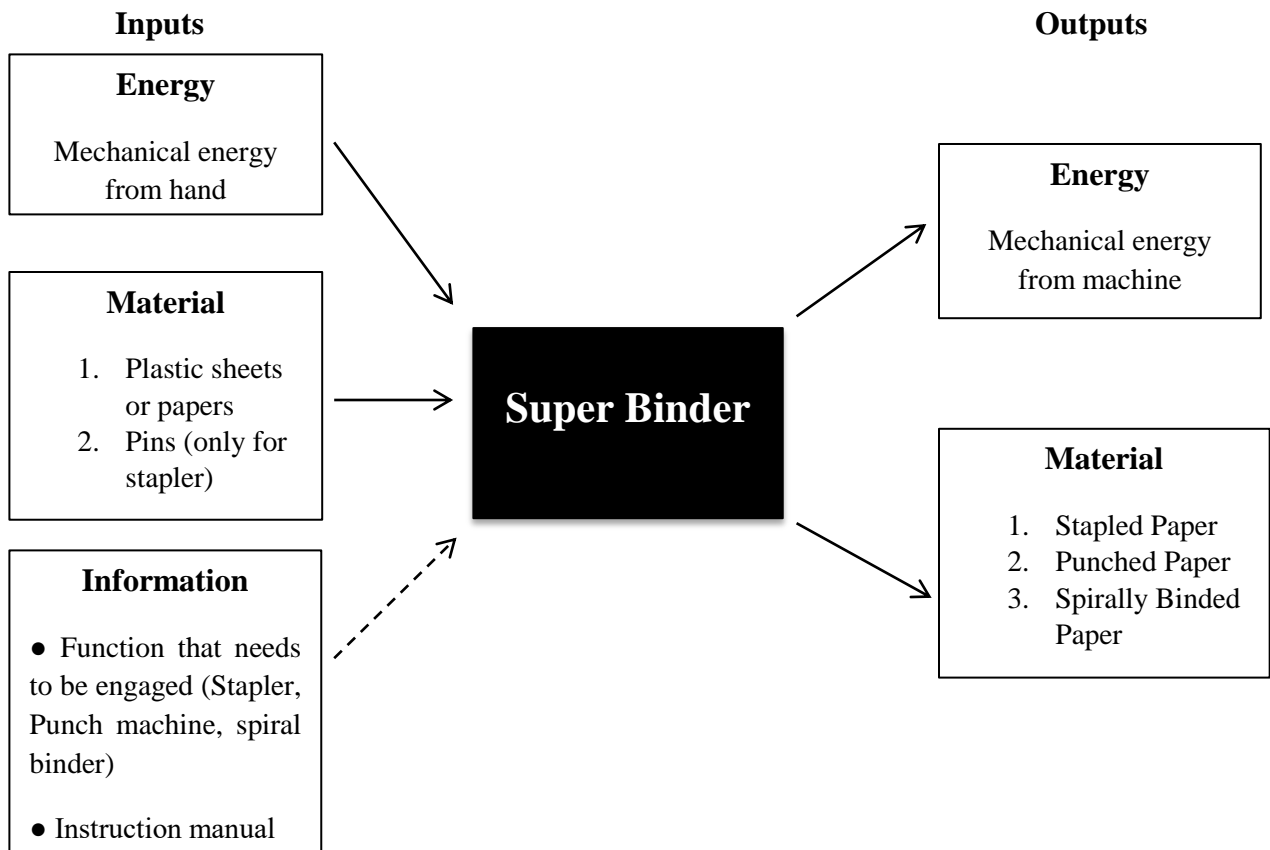 Inputs
Energy
Mechanical energy
from hand
Material
1. Plastic sheets
or papers
2. Pins (only for
stapler)
Information
● Function that needs
to be engaged (Stapler,
Punch machine, spiral
binder)
● Instruction manual
Super Binder
Outputs
Energy
Mechanical energy
from machine
Material
1. Stapled Paper
2. Punched Paper
3. Spirally Binded
Paper